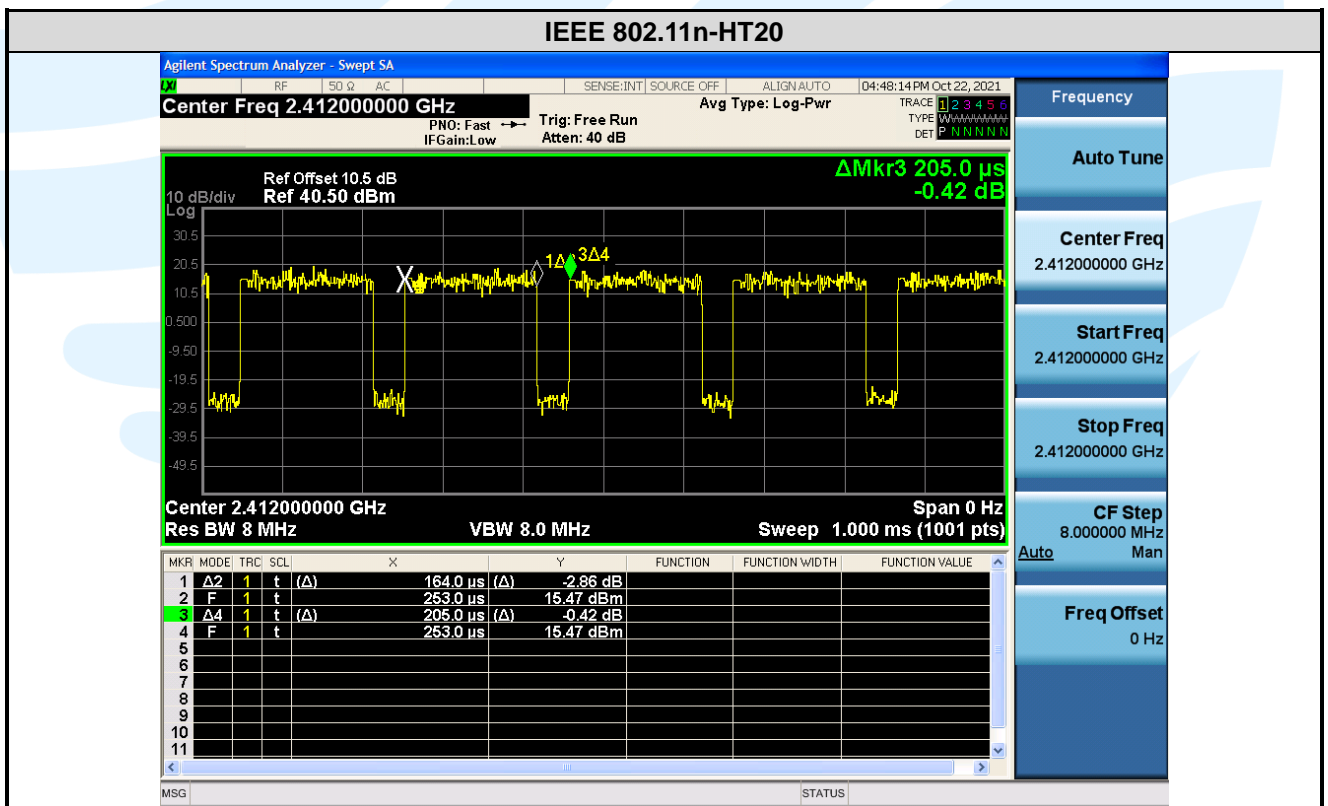 IEEE 802.11n-HT20
Agilent Spectrum Analyzer - Swept SA
LXI RF 50 Ω AC SENSE:INT SOURCE OFF ALIGN AUTO 04:48:14 PM Oct 22, 2021
Center Freq 2.412000000 GHz
Avg Type: Log-Pwr
TRACE 1 2 3 4 5 6
TYPE
DET P N N N N N
PNO: Fast
IFGain:Low
Trig: Free Run
Atten: 40 dB
Frequency
ΔMkr3 205.0 µs
-0.42 dB
Ref Offset 10.5 dB
10 dB/div Ref 40.50 dBm
Log
30.5
20.5
10.5
0.500
-9.50
-19.5
-29.5
-39.5
-49.5
1Δ
3Δ4
X
Center 2.412000000 GHz Span 0 Hz
Res BW 8 MHz VBW 8.0 MHz Sweep 1.000 ms (1001 pts)
MKR MODE TRC SCL X Y FUNCTION FUNCTION WIDTH FUNCTION VALUE
1 Δ2 1 t (Δ) 164.0 µs (Δ) -2.86 dB
2 F 1 t 253.0 µs 15.47 dBm
3 Δ4 1 t (Δ) 205.0 µs (Δ) -0.42 dB
4 F 1 t 253.0 µs 15.47 dBm
5
6
7
8
9
10
11
MSG STATUS
Auto Tune
Center Freq
2.412000000 GHz
Start Freq
2.412000000 GHz
Stop Freq
2.412000000 GHz
CF Step
8.000000 MHz
Auto Man
Freq Offset
0 Hz